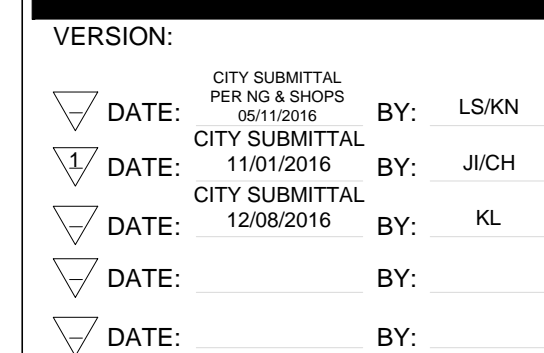 VERSION:
CITY SUBMITTAL
PER NG & SHOPS
– DATE: 05/11/2016 BY: LS/KN
CITY SUBMITTAL
1 DATE: 11/01/2016 BY: JI/CH
CITY SUBMITTAL
– DATE: 12/08/2016 BY: KL
– DATE: BY:
– DATE: BY: